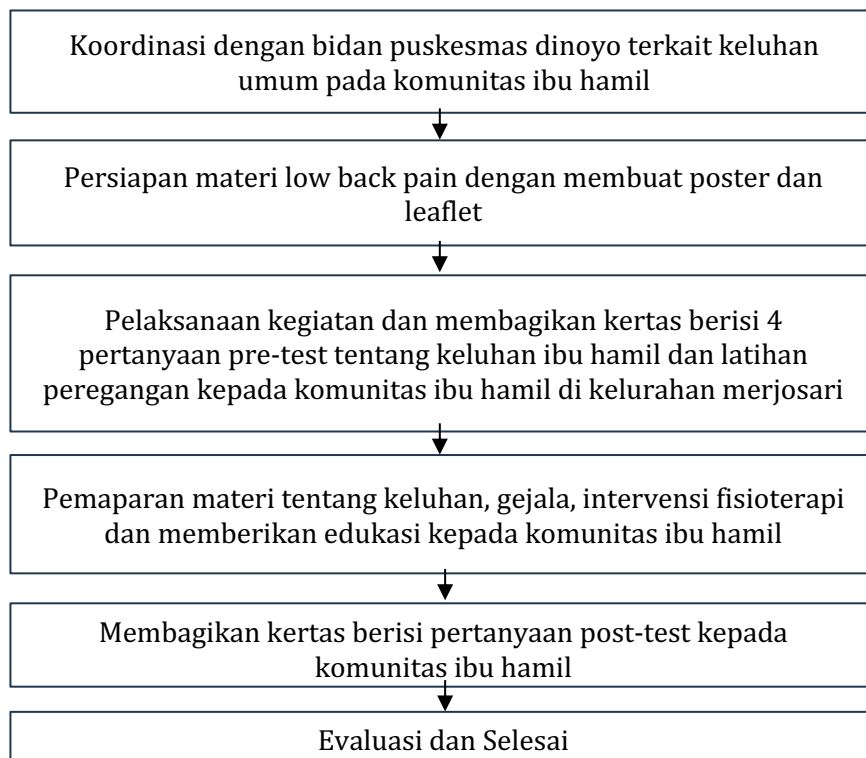 Koordinasi dengan bidan puskesmas dinoyo terkait keluhan
umum pada komunitas ibu hamil
Persiapan materi low back pain dengan membuat poster dan
leaflet
Pelaksanaan kegiatan dan membagikan kertas berisi 4
pertanyaan pre-test tentang keluhan ibu hamil dan latihan
peregangan kepada komunitas ibu hamil di kelurahan merjosari
Pemaparan materi tentang keluhan, gejala, intervensi fisioterapi
dan memberikan edukasi kepada komunitas ibu hamil
Membagikan kertas berisi pertanyaan post-test kepada
komunitas ibu hamil
Evaluasi dan Selesai